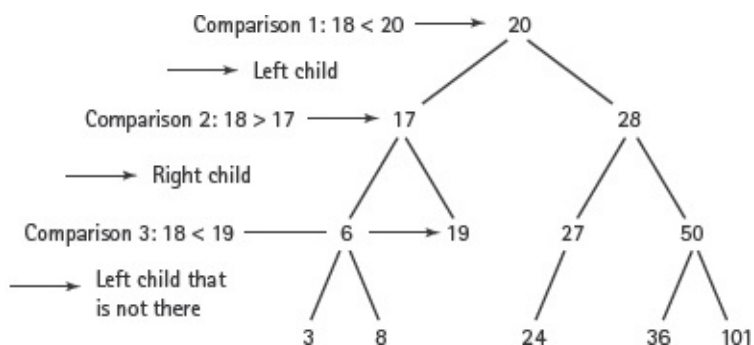 Comparison 1: 18 < 20 20
Left child
Comparison 2: 18 > 17 17 28
Right child
Comparison 3: 18 < 19 6 19 27 50
Left child that
is not there
3 8 24 36 101